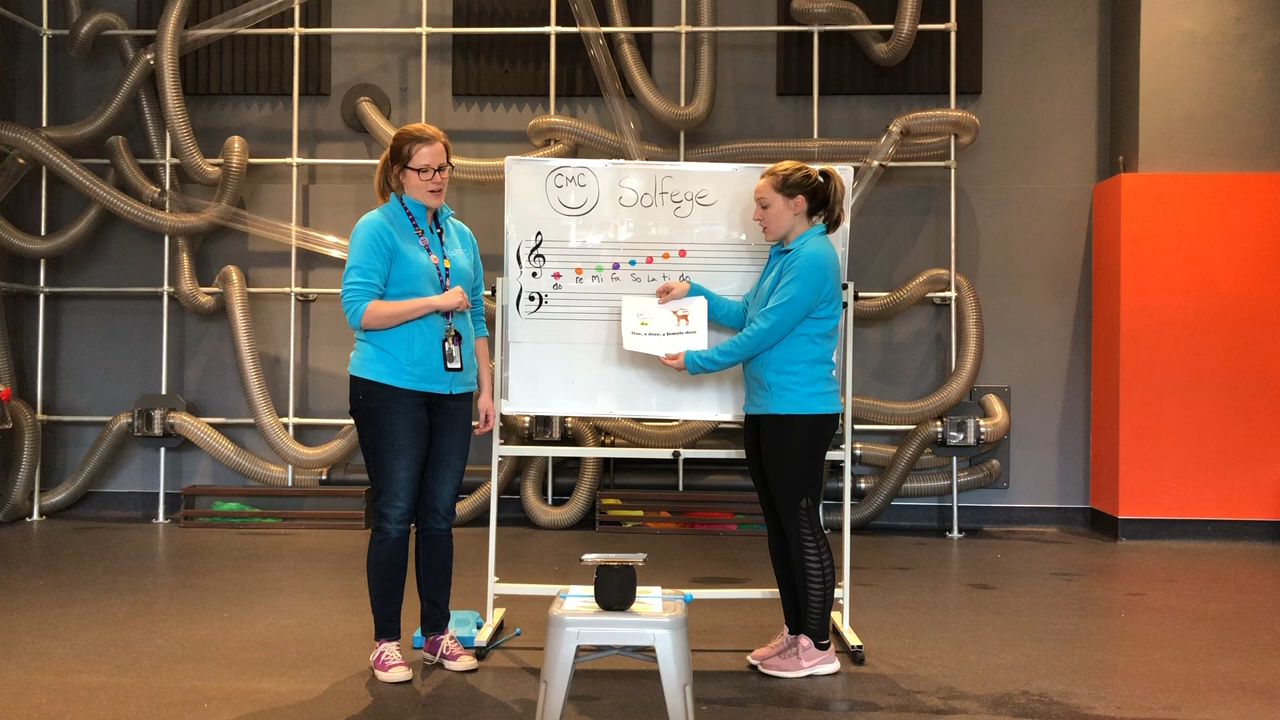 CMC
Solfege
do re Mi fa So La ti do
Doe, a deer, a female deer